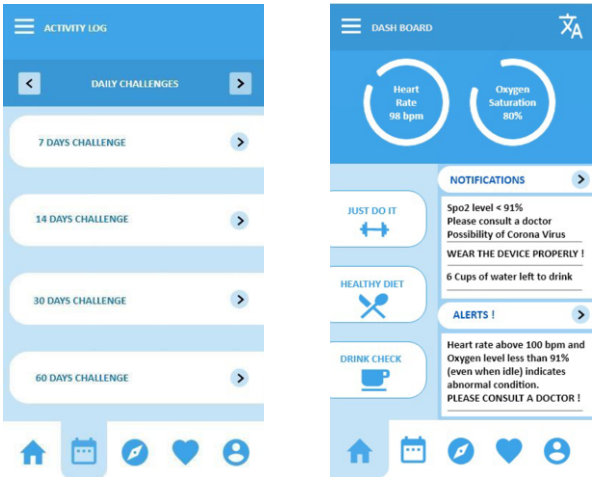 ACTIVITY LOG
DAILY CHALLENGES
7 DAYS CHALLENGE
14 DAYS CHALLENGE
30 DAYS CHALLENGE
60 DAYS CHALLENGE
DASH BOARD
文A
Heart
Rate
98 bpm
Oxygen
Saturation
80%
JUST DO IT
HEALTHY DIET
DRINK CHECK
NOTIFICATIONS
Spo2 level < 91%
Please consult a doctor
Possibility of Corona Virus
WEAR THE DEVICE PROPERLY !
6 Cups of water left to drink
ALERTS !
Heart rate above 100 bpm and
Oxygen level less than 91%
(even when idle) indicates
abnormal condition.
PLEASE CONSULT A DOCTOR !